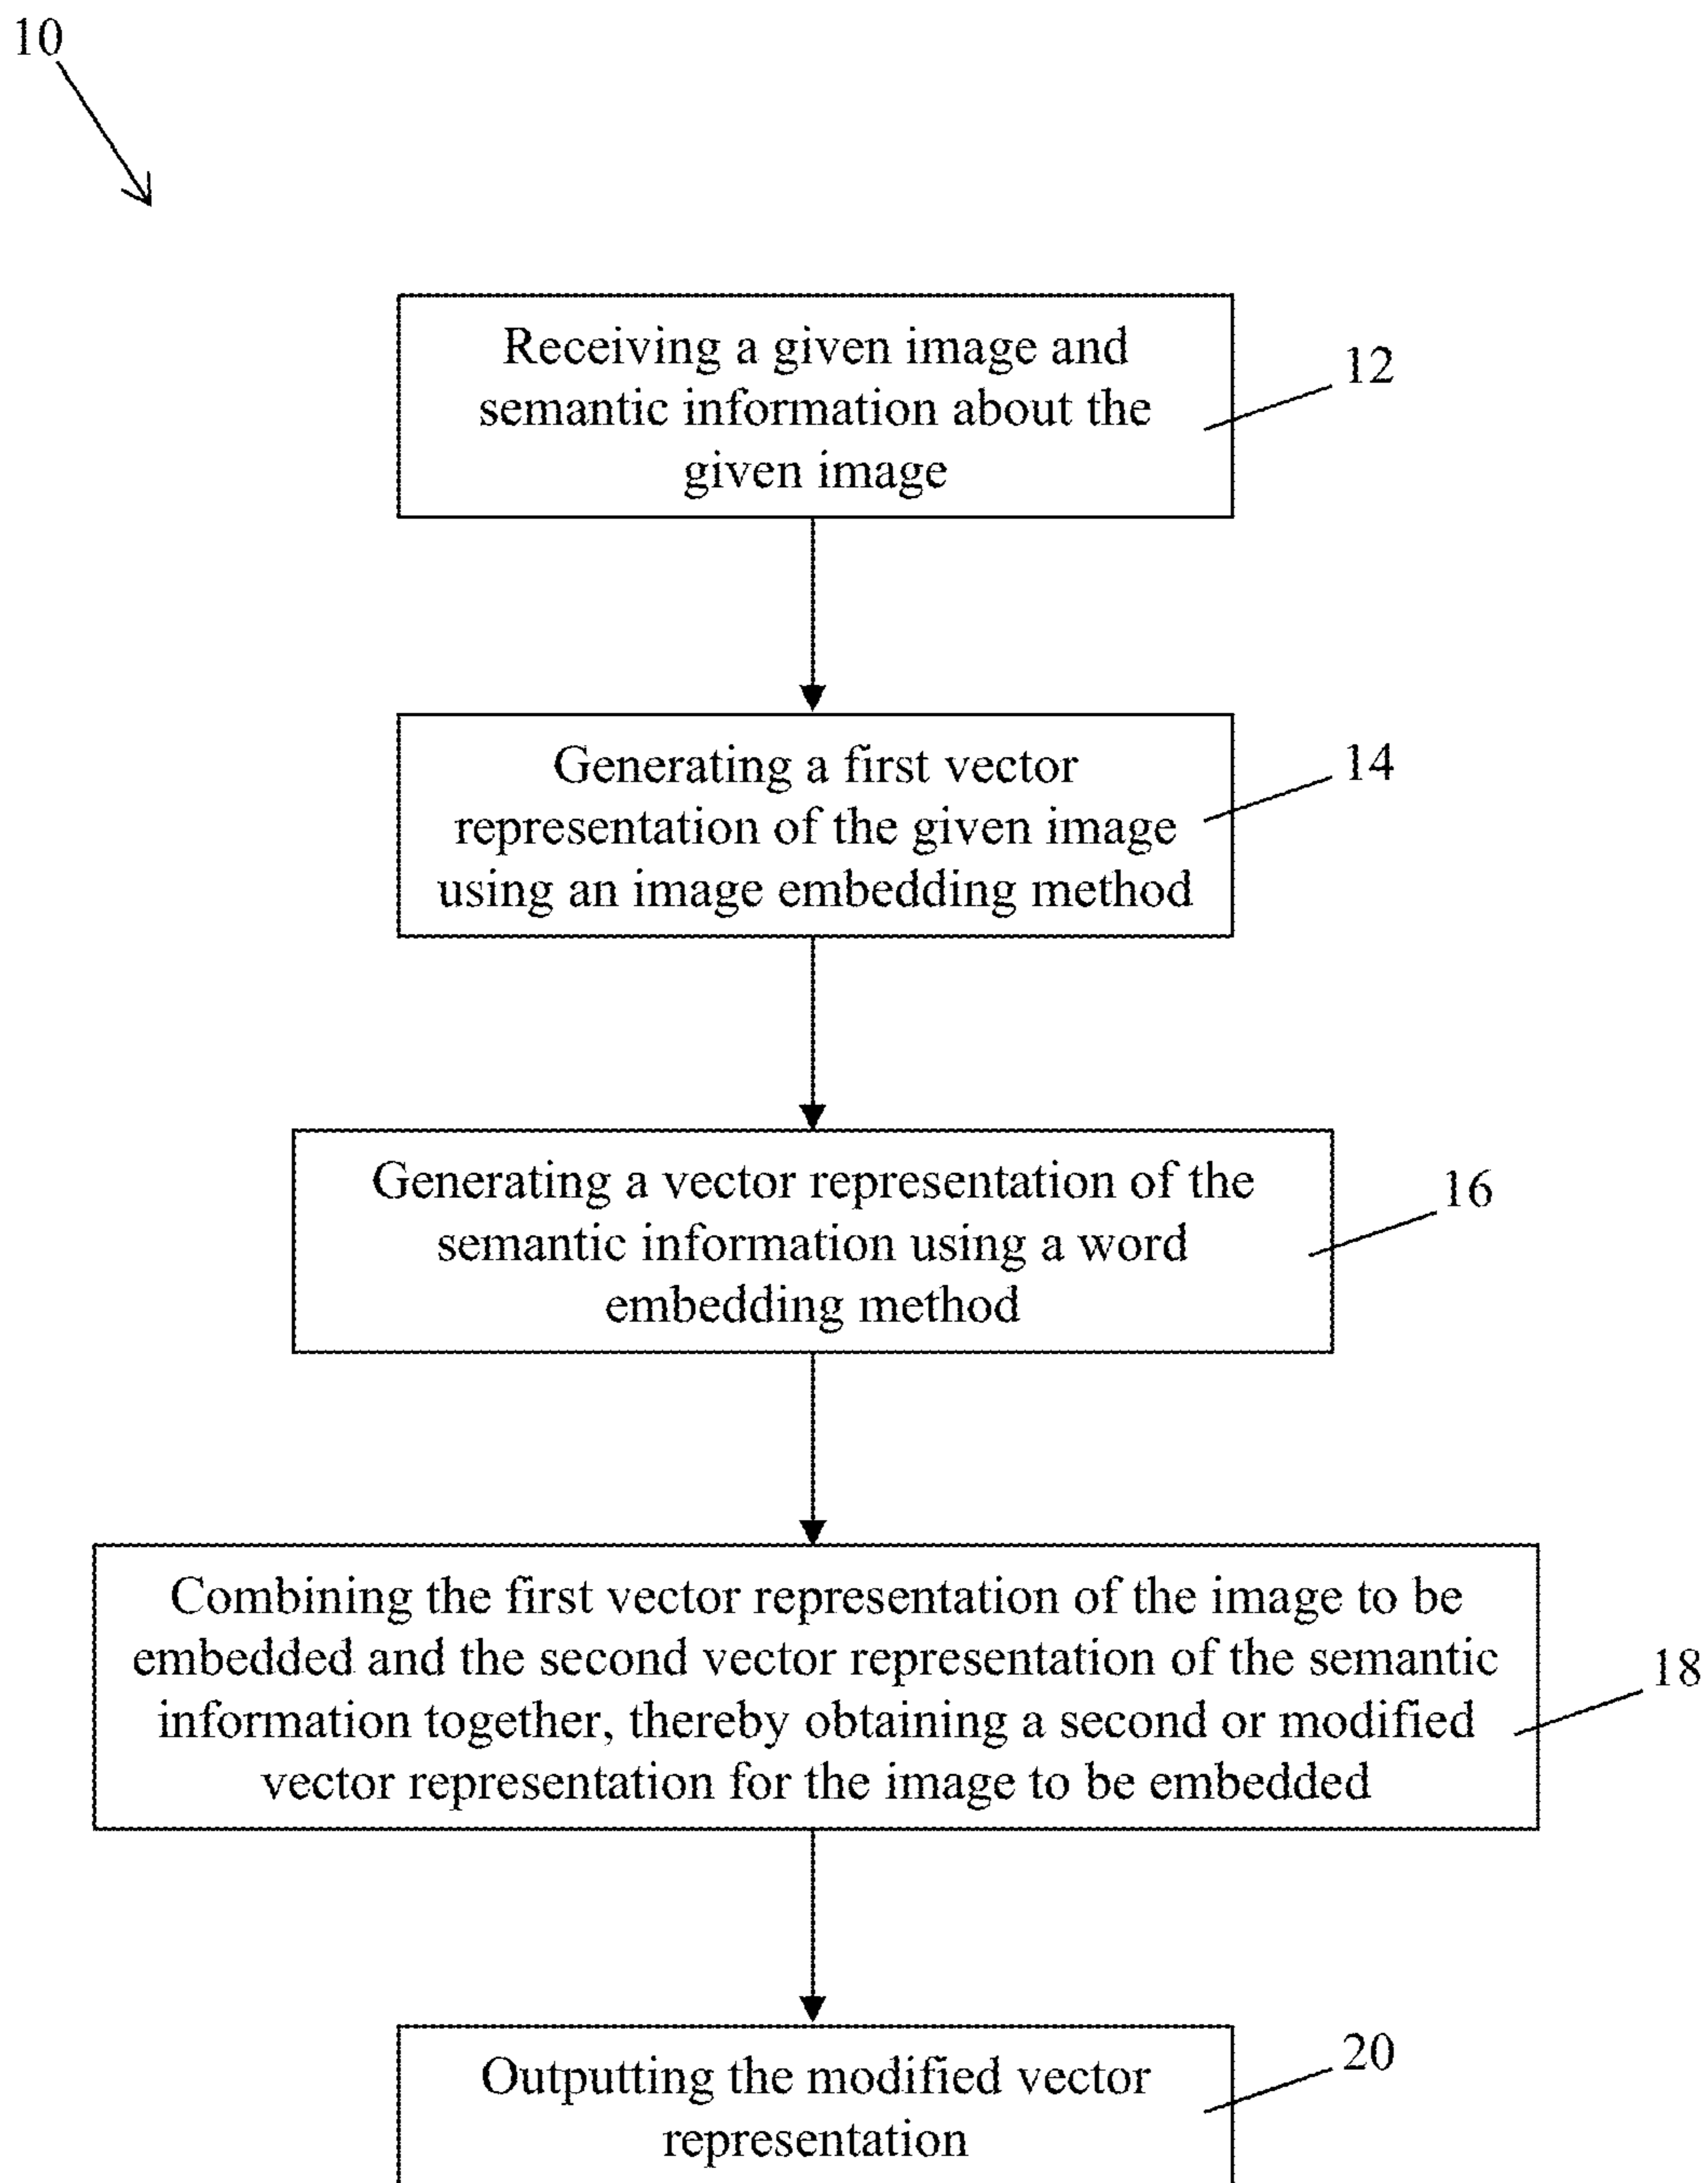 10
Receiving a given image and
semantic information about the
given image
12
Generating a first vector
representation of the given image
using an image embedding method
14
Generating a vector representation of the
semantic information using a word
embedding method
16
Combining the first vector representation of the image to be
embedded and the second vector representation of the semantic
information together, thereby obtaining a second or modified
vector representation for the image to be embedded
18
Outputting the modified vector
representation
20